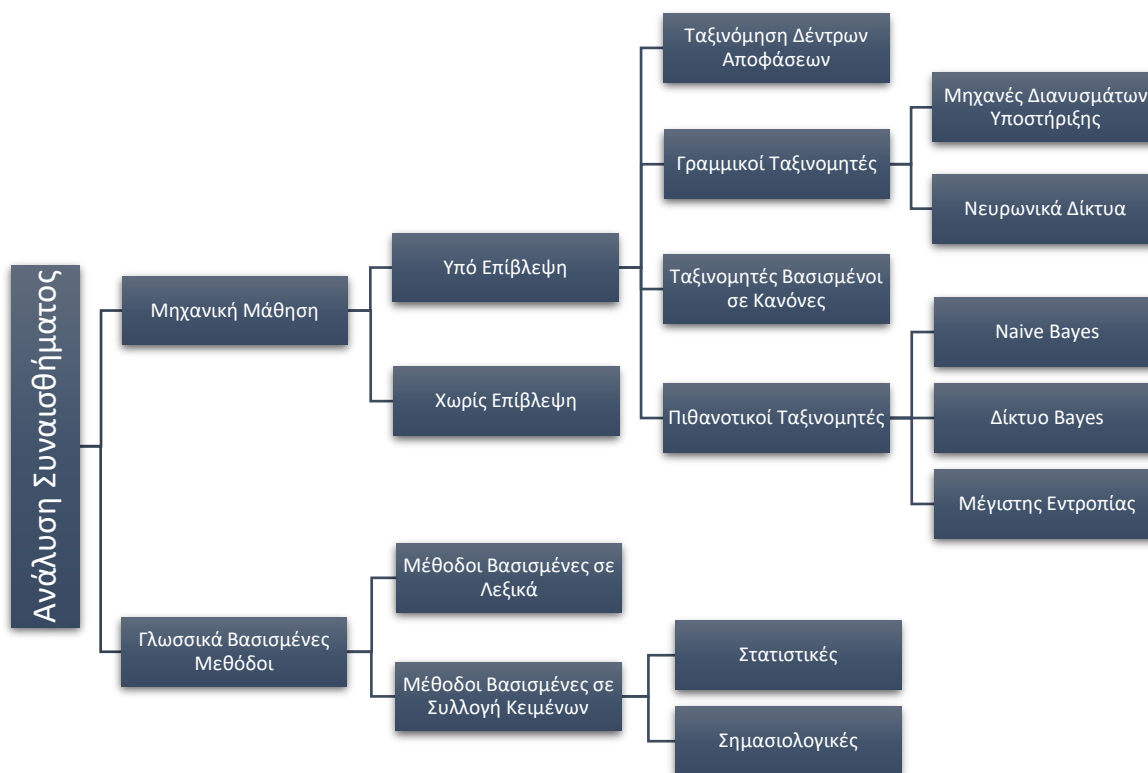 Ανάλυση Συναισθήματος
Μηχανική Μάθηση
Υπό Επίβλεψη
Ταξινόμηση Δέντρων
Αποφάσεων
Γραμμικοί Ταξινομητές
Μηχανές Διανυσμάτων
Υποστήριξης
Νευρωνικά Δίκτυα
Ταξινομητές Βασισμένοι
σε Κανόνες
Πιθανοτικοί Ταξινομητές
Naive Bayes
Δίκτυο Bayes
Μέγιστης Εντροπίας
Χωρίς Επίβλεψη
Γλωσσικά Βασισμένες
Μεθόδοι
Μέθοδοι Βασισμένες σε
Λεξικά
Μέθοδοι Βασισμένες σε
Συλλογή Κειμένων
Στατιστικές
Σημασιολογικές